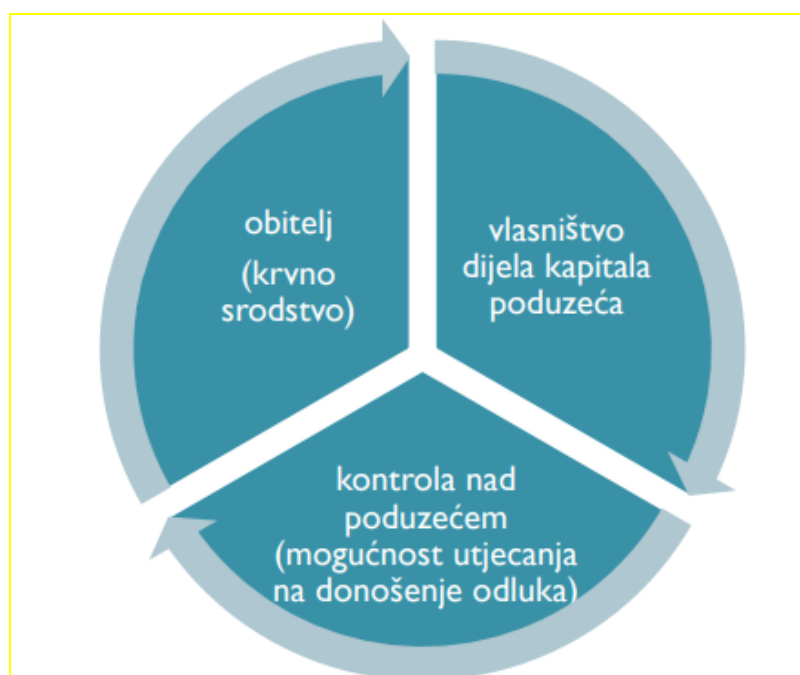 obitelj
(krvno
srodstvo)
vlasništvo
dijela kapitala
poduzeća
kontrola nad
poduzećem
(mogućnost utjecanja
na donošenje odluka)